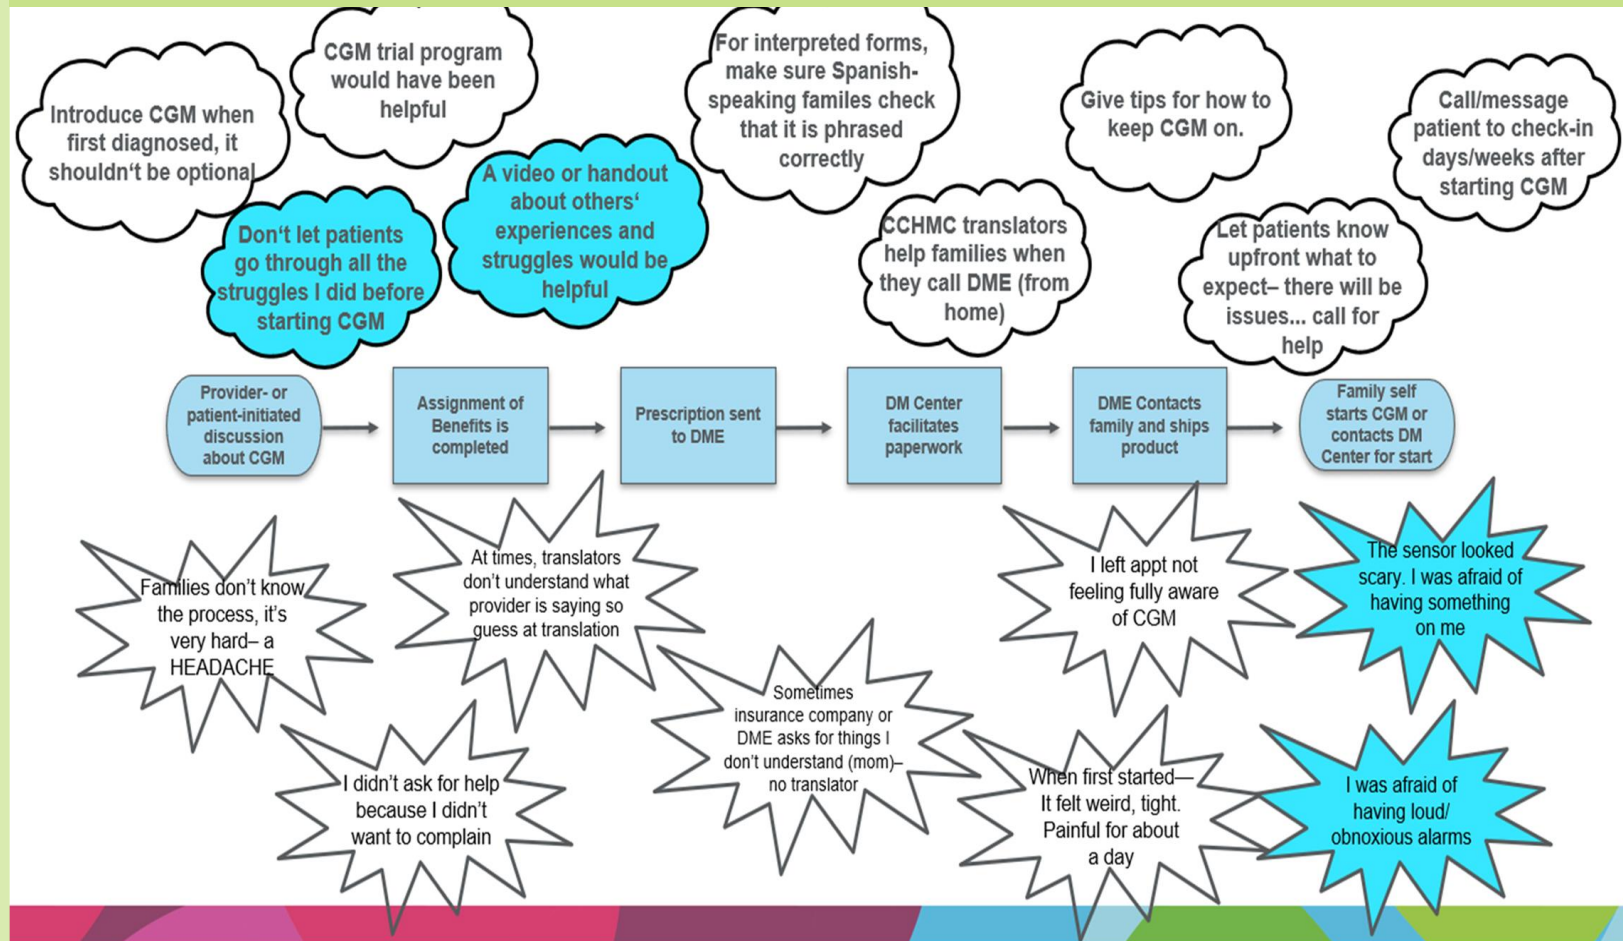 Introduce CGM when
first diagnosed, it
shouldn‘t be optional
CGM trial program
would have been
helpful
Don‘t let patients
go through all the
struggles I did before
starting CGM
A video or handout
about others‘
experiences and
struggles would be
helpful
For interpreted forms,
make sure Spanish-
speaking familes check
that it is phrased
correctly
CCHMC translators
help families when
they call DME (from
home)
Give tips for how to
keep CGM on.
Let patients know
upfront what to
expect– there will be
issues... call for
help
Call/message
patient to check-in
days/weeks after
starting CGM
Provider- or
patient-initiated
discussion
about CGM
Assignment of
Benefits is
completed
Prescription sent
to DME
DM Center
facilitates
paperwork
DME Contacts
family and ships
product
Family self
starts CGM or
contacts DM
Center for start
Families don’t know
the process, it’s
very hard– a
HEADACHE
I didn’t ask for help
because I didn’t
want to complain
At times, translators
don’t understand what
provider is saying so
guess at translation
Sometimes
insurance company or
DME asks for things I
don’t understand (mom)–
no translator
I left appt not
feeling fully aware
of CGM
When first started—
It felt weird, tight.
Painful for about
a day
The sensor looked
scary. I was afraid of
having something
on me
I was afraid of
having loud/
obnoxious alarms